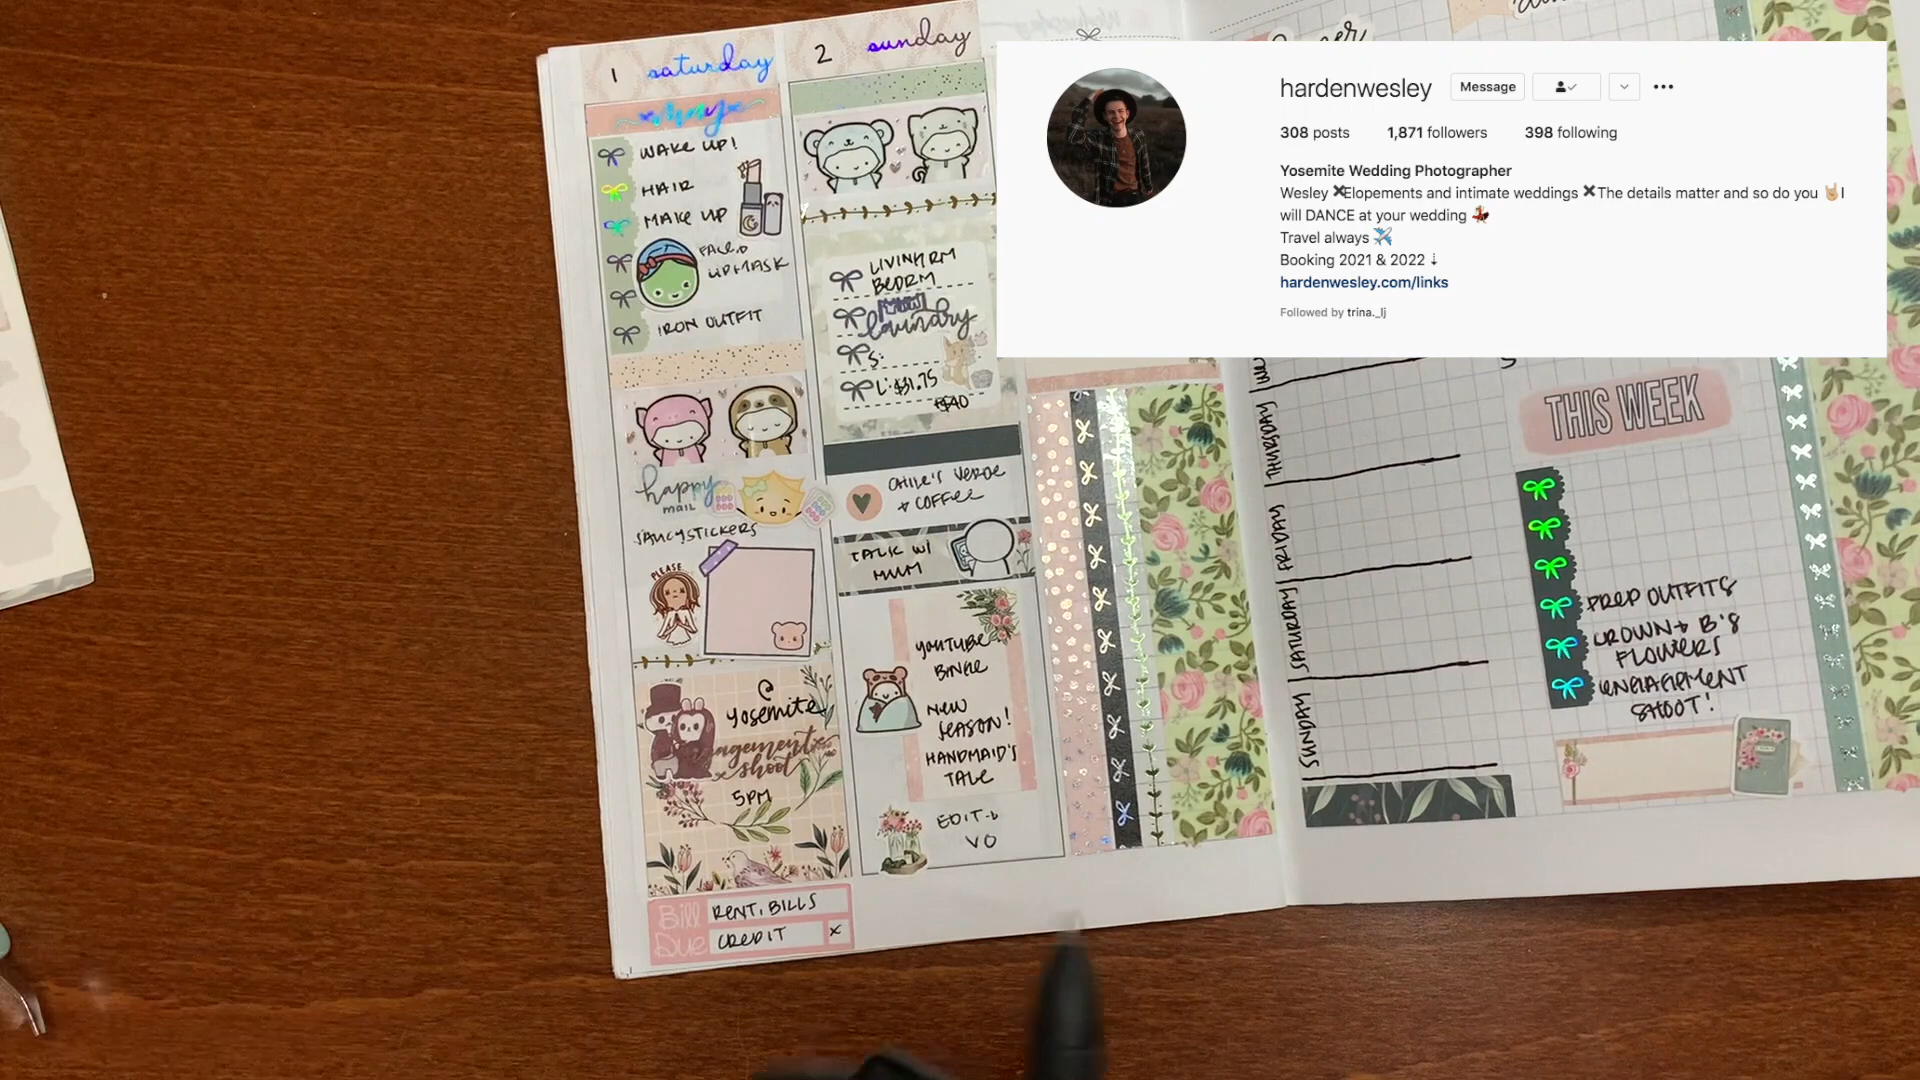 1 saturday
WAKE UP!
HAIR
MAKE UP
FACE &
LIP MASK
IRON OUTFIT
happy
MAIL
SAUCYSTICKERS
PLEASE
Yosemite
engagement
shoot
5PM
Bill
Due
RENT, BILLS
CREDIT
X
2 sunday
LIVING RM
BEDRM
laundry
S:
L: $31.75
+$40
CHILE'S VERDE
+ COFFEE
TALK W/
MUM
YOUTUBE
BINGE
NEW
SEASON!
HANDMAID'S
TALE
EDIT +
VO
hardenwesley
Message
308 posts 1,871 followers 398 following
Yosemite Wedding Photographer
Wesley ✖Elopements and intimate weddings ✖The details matter and so do you 🤘🏼I
will DANCE at your wedding 💃
Travel always ✈️
Booking 2021 & 2022 ↓
hardenwesley.com/links
Followed by trina._lj
THURSDAY
FRIDAY
SATURDAY
SUNDAY
THIS WEEK
PREP OUTFITS
CROWN + B'S
FLOWERS
ENGAGEMENT
SHOOT!